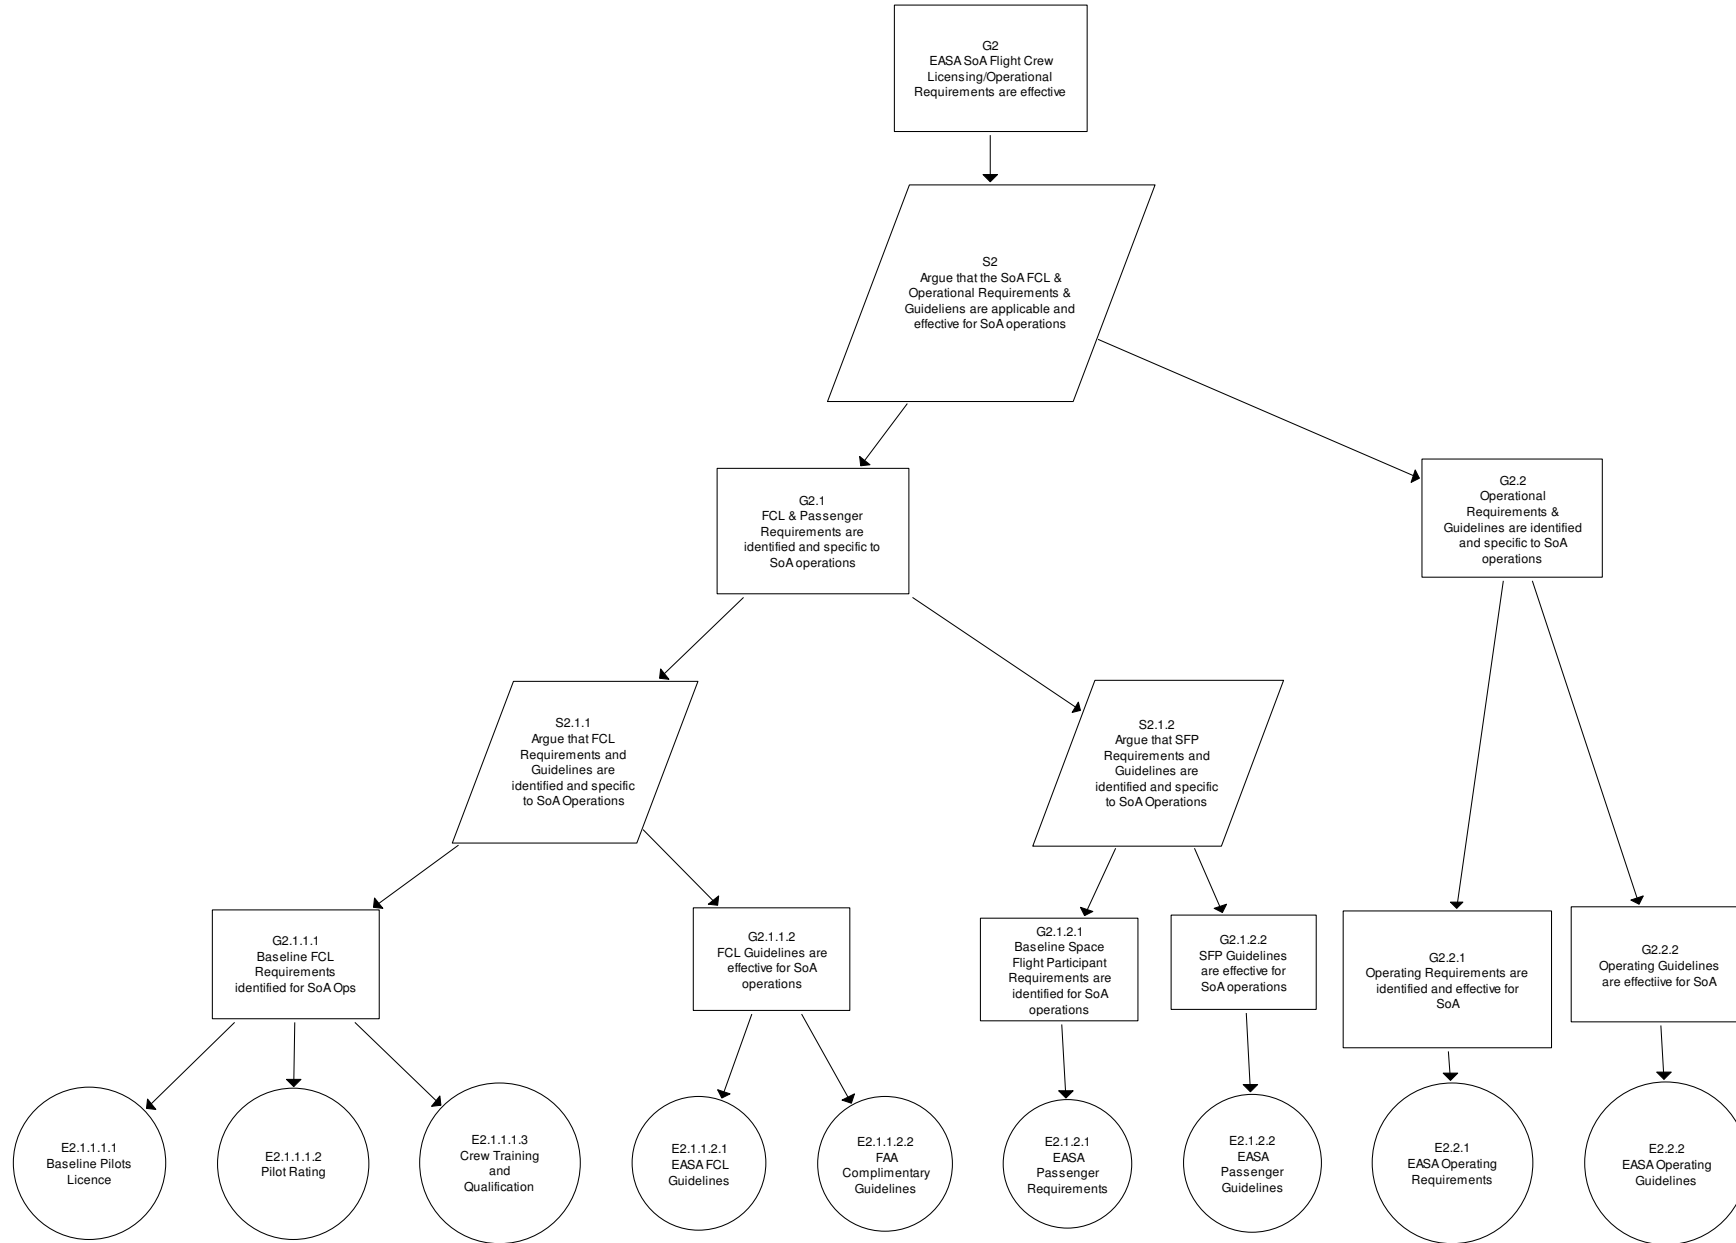 G2
EASA SoA Flight Crew
Licensing/Operational
Requirements are effective
S2
Argue that the SoA FCL &
Operational Requirements &
Guideliens are applicable and
effective for SoA operations
G2.1
FCL & Passenger
Requirements are
identified and specific to
SoA operations
G2.2
Operational
Requirements &
Guidelines are identified
and specific to SoA
operations
S2.1.1
Argue that FCL
Requirements and
Guidelines are
identified and specific
to SoA Operations
S2.1.2
Argue that SFP
Requirements and
Guidelines are
identified and specific
to SoA Operations
G2.1.1.1
Baseline FCL
Requirements
identified for SoA Ops
G2.1.1.2
FCL Guidelines are
effective for SoA
operations
G2.1.2.1
Baseline Space
Flight Participant
Requirements are
identified for SoA
operations
G2.1.2.2
SFP Guidelines
are effective for
SoA operations
G2.2.1
Operating Requirements are
identified and effective for
SoA
G2.2.2
Operating Guidelines
are effectiive for SoA
E2.1.1.1.1
Baseline Pilots
Licence
E2.1.1.1.2
Pilot Rating
E2.1.1.1.3
Crew Training
and
Qualification
E2.1.1.2.1
EASA FCL
Guidelines
E2.1.1.2.2
FAA
Complimentary
Guidelines
E2.1.2.1
EASA
Passenger
Requirements
E2.1.2.2
EASA
Passenger
Guidelines
E2.2.1
EASA Operating
Requirements
E2.2.2
EASA Operating
Guidelines